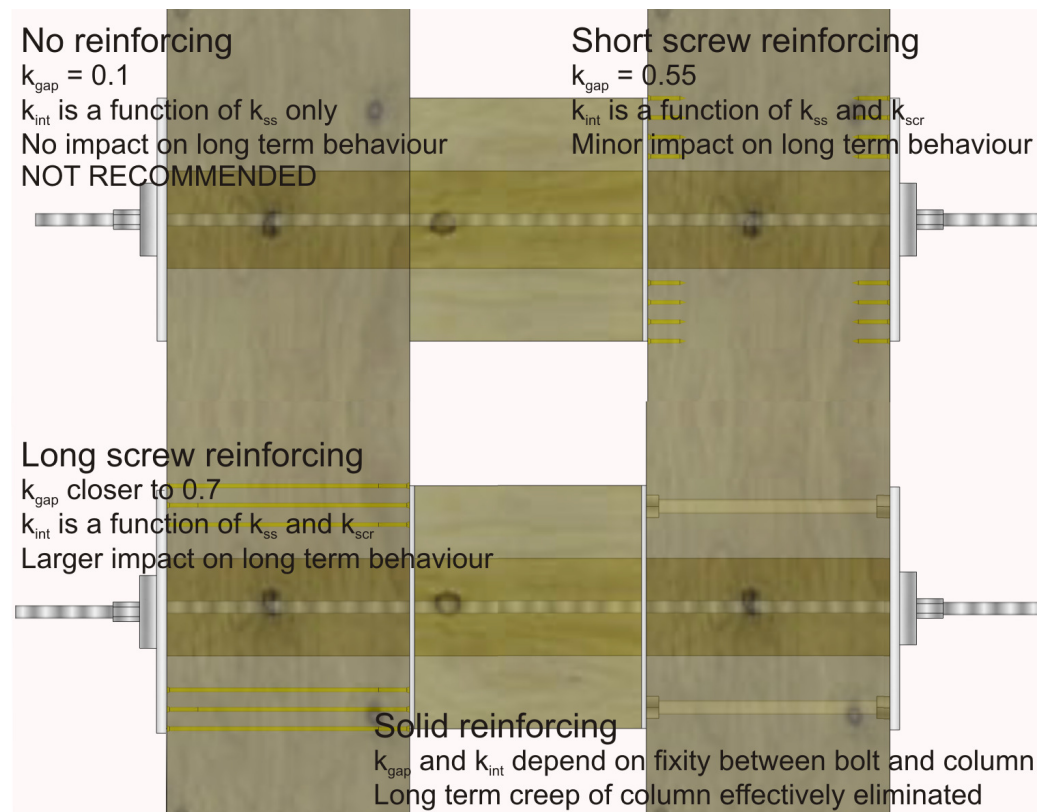 No reinforcing
k_gap = 0.1
k_int is a function of k_ss only
No impact on long term behaviour
NOT RECOMMENDED
Short screw reinforcing
k_gap = 0.55
k_int is a function of k_ss and k_scr
Minor impact on long term behaviour
Long screw reinforcing
k_gap closer to 0.7
k_int is a function of k_ss and k_scr
Larger impact on long term behaviour
Solid reinforcing
k_gap and k_int depend on fixity between bolt and column
Long term creep of column effectively eliminated